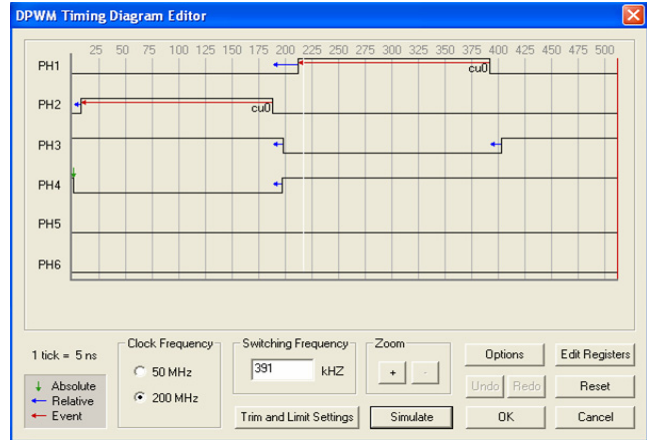 DPWM Timing Diagram Editor
25 50 75 100 125 150 175 200 225 250 275 300 325 350 375 400 425 450 475 500
PH1
cu0
PH2
cu0
PH3
PH4
PH5
PH6
1 tick = 5 ns
Clock Frequency
50 MHz
200 MHz
Switching Frequency
391 kHZ
Zoom
+ -
Options
Edit Registers
Undo Redo
Reset
Absolute
Relative
Event
Trim and Limit Settings
Simulate
OK
Cancel